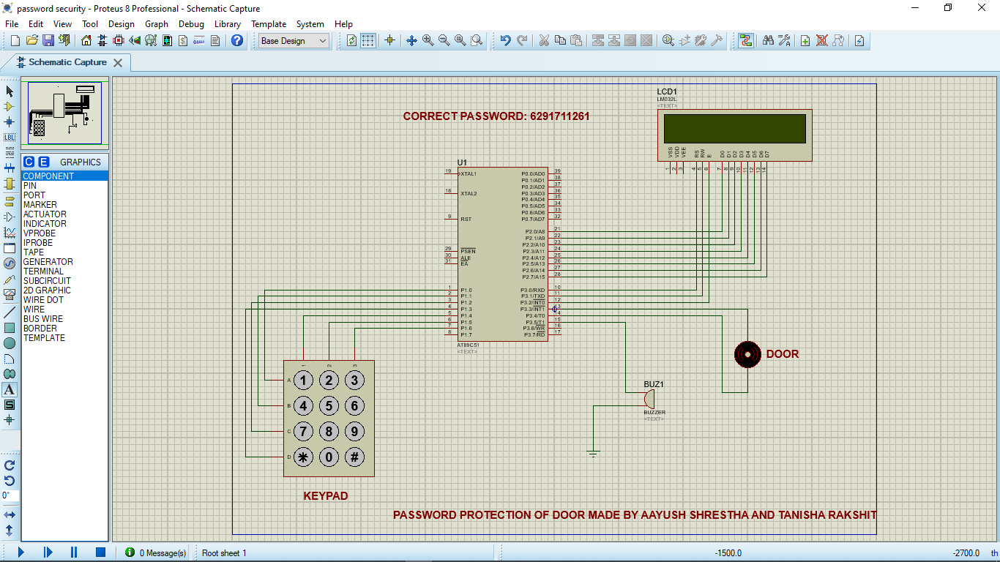 password security - Proteus 8 Professional - Schematic Capture
File Edit View Tool Design Graph Debug Library Template System Help
Base Design
Schematic Capture
LBL
C E GRAPHICS
COMPONENT
PIN
PORT
MARKER
ACTUATOR
INDICATOR
VPROBE
IPROBE
TAPE
GENERATOR
TERMINAL
SUBCIRCUIT
2D GRAPHIC
WIRE DOT
WIRE
BUS WIRE
BORDER
TEMPLATE
A
S
0°
CORRECT PASSWORD: 6291711261
LCD1
LM032L
<TEXT>
VSS VDD VEE RS RW E D0 D1 D2 D3 D4 D5 D6 D7
1 2 3 4 5 6 7 8 9 10 11 12 13 14
U1
19 XTAL1 P0.0/AD0 39
P0.1/AD1 38
P0.2/AD2 37
18 XTAL2 P0.3/AD3 36
P0.4/AD4 35
P0.5/AD5 34
P0.6/AD6 33
9 RST P0.7/AD7 32
P2.0/A8 21
P2.1/A9 22
P2.2/A10 23
29 PSEN P2.3/A11 24
30 ALE P2.4/A12 25
31 EA P2.5/A13 26
P2.6/A14 27
P2.7/A15 28
1 P1.0 P3.0/RXD 10
2 P1.1 P3.1/TXD 11
3 P1.2 P3.2/INT0 12
4 P1.3 P3.3/INT1 13
5 P1.4 P3.4/T0 14
6 P1.5 P3.5/T1 15
7 P1.6 P3.6/WR 16
8 P1.7 P3.7/RD 17
AT89C51
<TEXT>
DOOR
BUZ1
BUZZER
<TEXT>
1 2 3
A 1 2 3
B 4 5 6
C 7 8 9
D * 0 #
KEYPAD
PASSWORD PROTECTION OF DOOR MADE BY AAYUSH SHRESTHA AND TANISHA RAKSHIT
0 Message(s) Root sheet 1 -1500.0 -2700.0 th